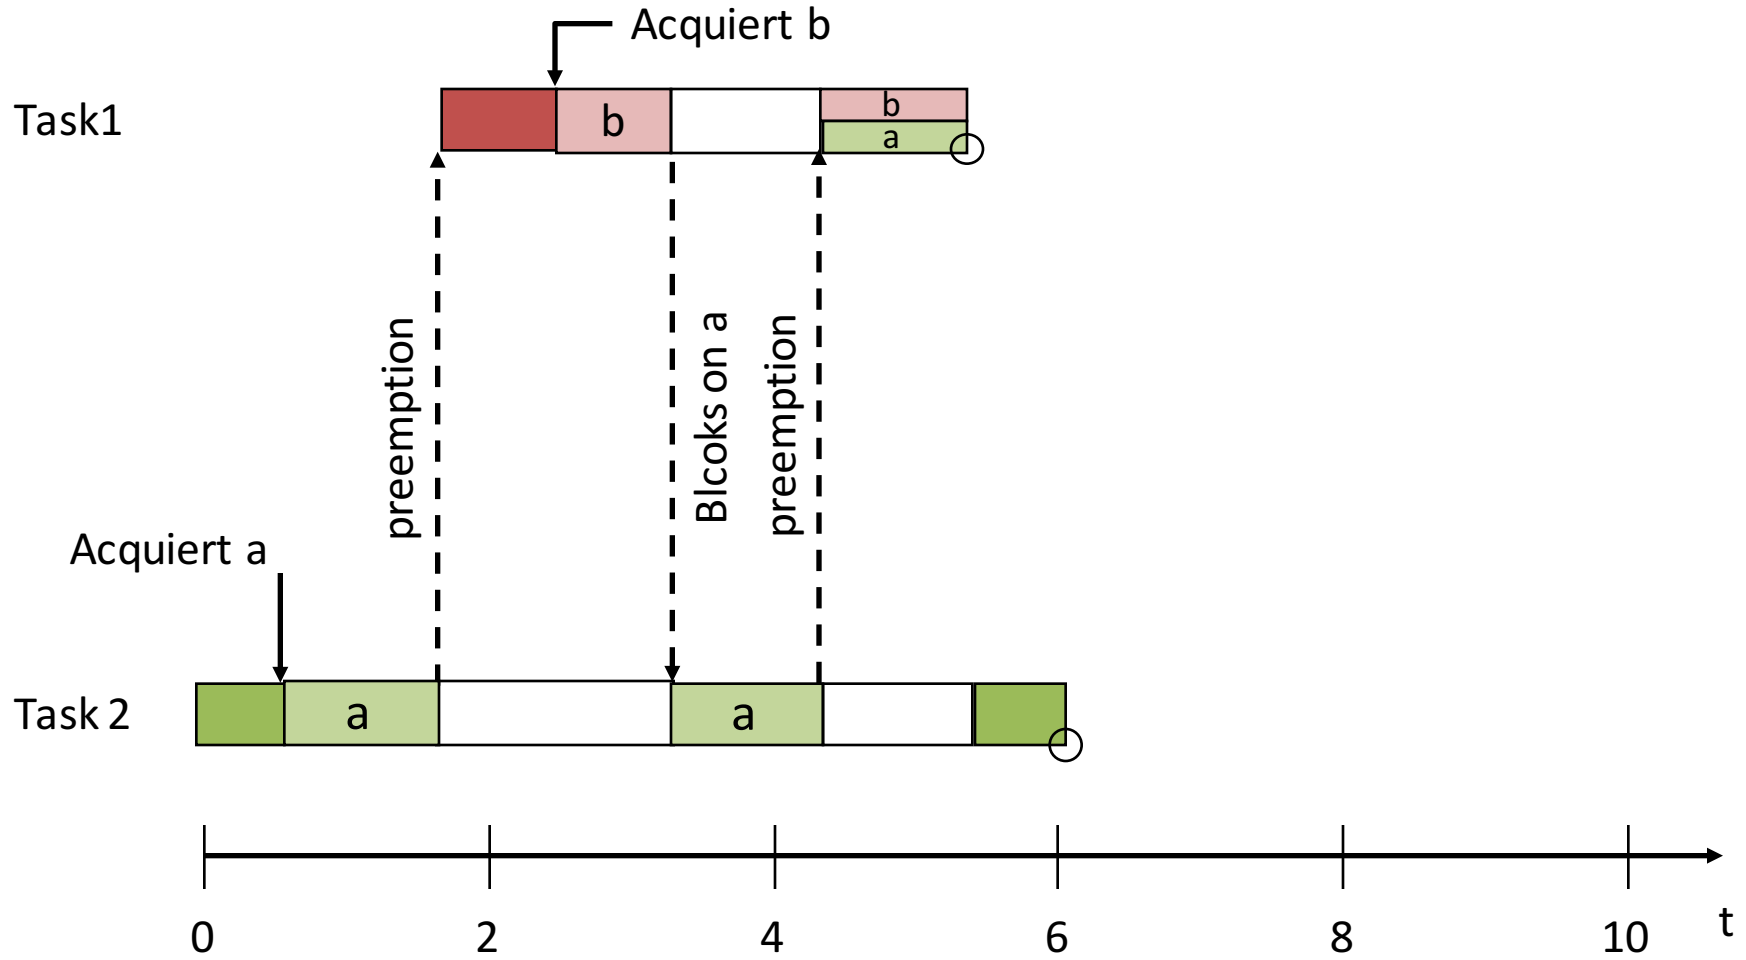 Acquiert b
Task1
b
b
a
preemption
Blcoks on a
preemption
Acquiert a
Task 2
a
a
0
2
4
6
8
10
t